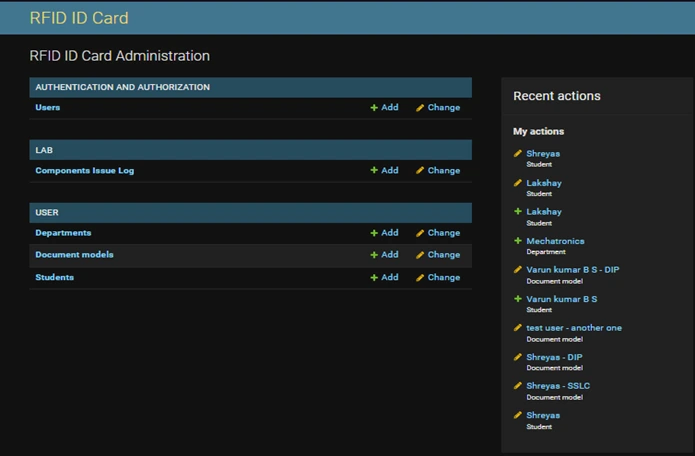 RFID ID Card
RFID ID Card Administration
AUTHENTICATION AND AUTHORIZATION
Users Add Change
LAB
Components Issue Log Add Change
USER
Departments Add Change
Document models Add Change
Students Add Change
Recent actions
My actions
Shreyas
Student
Lakshay
Student
Lakshay
Student
Mechatronics
Department
Varun kumar B S - DIP
Document model
Varun kumar B S
Student
test user - another one
Document model
Shreyas - DIP
Document model
Shreyas - SSLC
Document model
Shreyas
Student